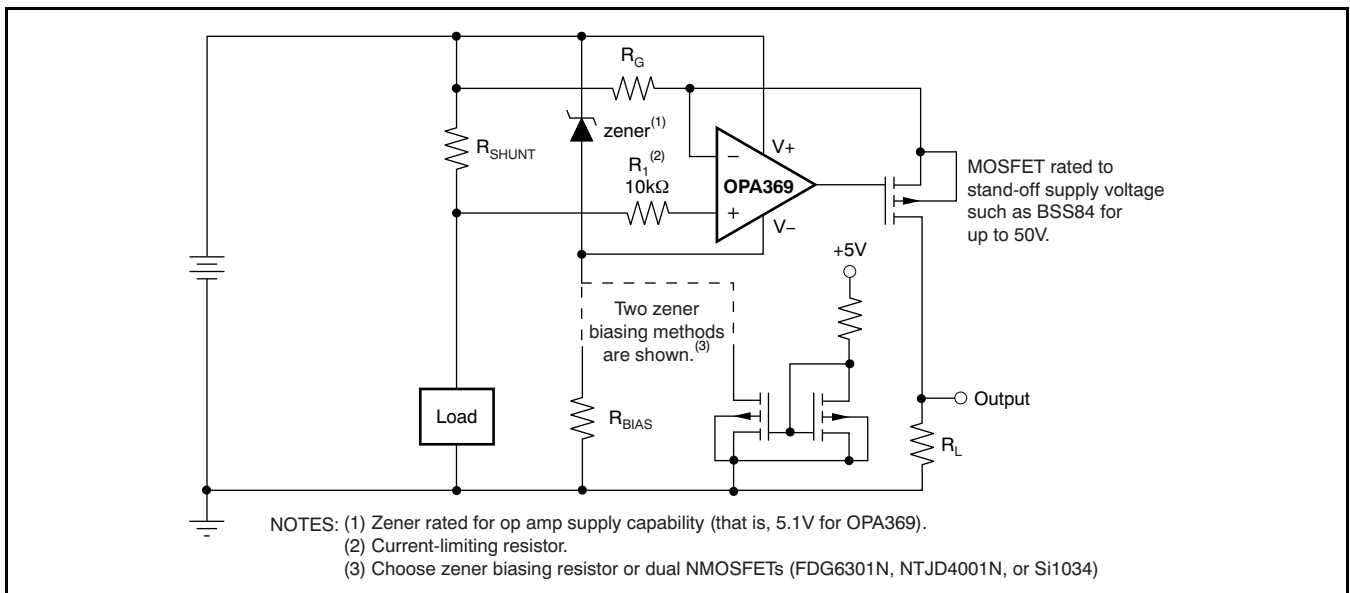 R_G
zener(1)
R_SHUNT
R_1(2)
10kΩ
V+
−
OPA369
+
V−
MOSFET rated to
stand-off supply voltage
such as BSS84 for
up to 50V.
+5V
Two zener
biasing methods
are shown.(3)
Load
R_BIAS
Output
R_L
NOTES: (1) Zener rated for op amp supply capability (that is, 5.1V for OPA369).
(2) Current-limiting resistor.
(3) Choose zener biasing resistor or dual NMOSFETs (FDG6301N, NTJD4001N, or Si1034)